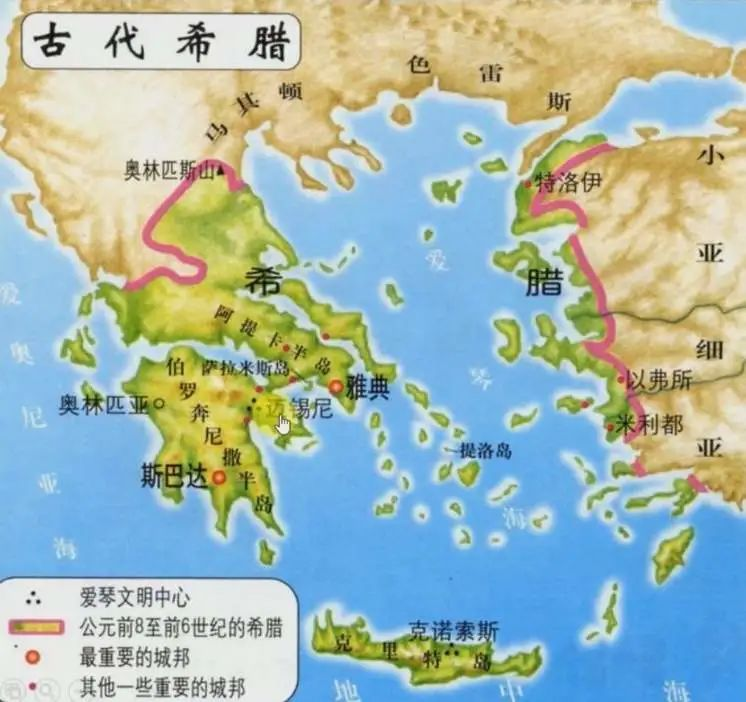 古代希腊
色雷斯
马其顿
奥林匹斯山
特洛伊
小亚细亚
希腊
爱琴海
阿提卡半岛
爱奥尼亚海
伯罗奔尼撒半岛
萨拉米斯岛
雅典
以弗所
奥林匹亚
迈锡尼
米利都
提洛岛
斯巴达
克诺索斯
克里特岛
地中海
爱琴文明中心
公元前8至前6世纪的希腊
最重要的城邦
其他一些重要的城邦